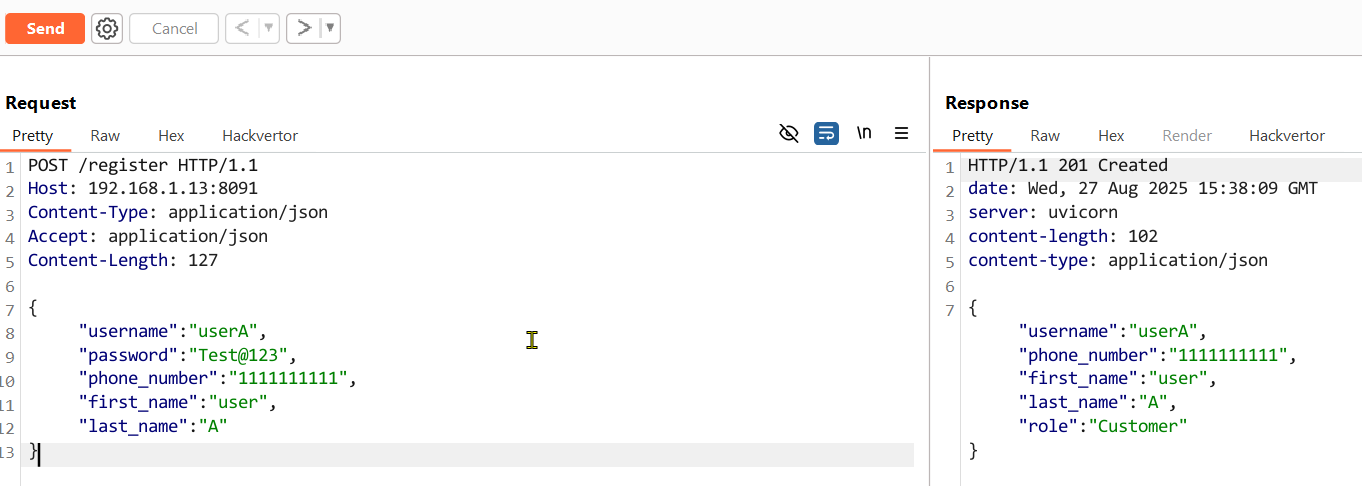 Send Cancel < >
Request
Pretty Raw Hex Hackvertor \n
1 POST /register HTTP/1.1
2 Host: 192.168.1.13:8091
3 Content-Type: application/json
4 Accept: application/json
5 Content-Length: 127
6
7 {
8 "username":"userA",
9 "password":"Test@123",
10 "phone_number":"1111111111",
11 "first_name":"user",
12 "last_name":"A"
13 }
Response
Pretty Raw Hex Render Hackvertor
1 HTTP/1.1 201 Created
2 date: Wed, 27 Aug 2025 15:38:09 GMT
3 server: uvicorn
4 content-length: 102
5 content-type: application/json
6
7 {
"username":"userA",
"phone_number":"1111111111",
"first_name":"user",
"last_name":"A",
"role":"Customer"
}